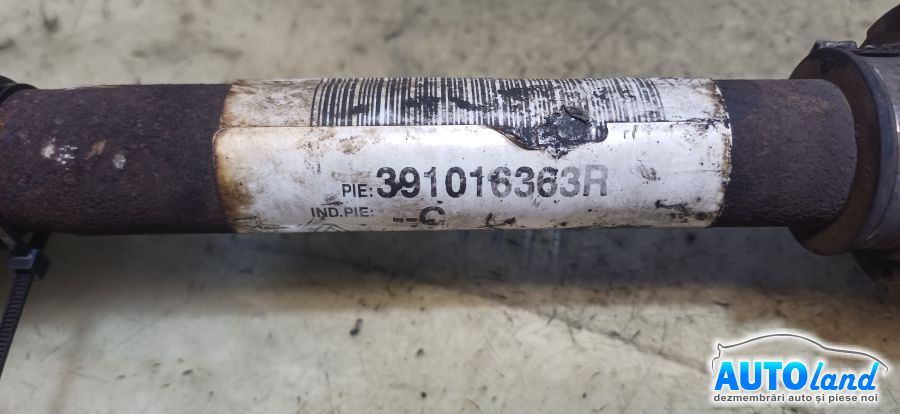 PIE: 391016363R
IND.PIE: --C
AUTOland
dezmembrări auto și piese noi